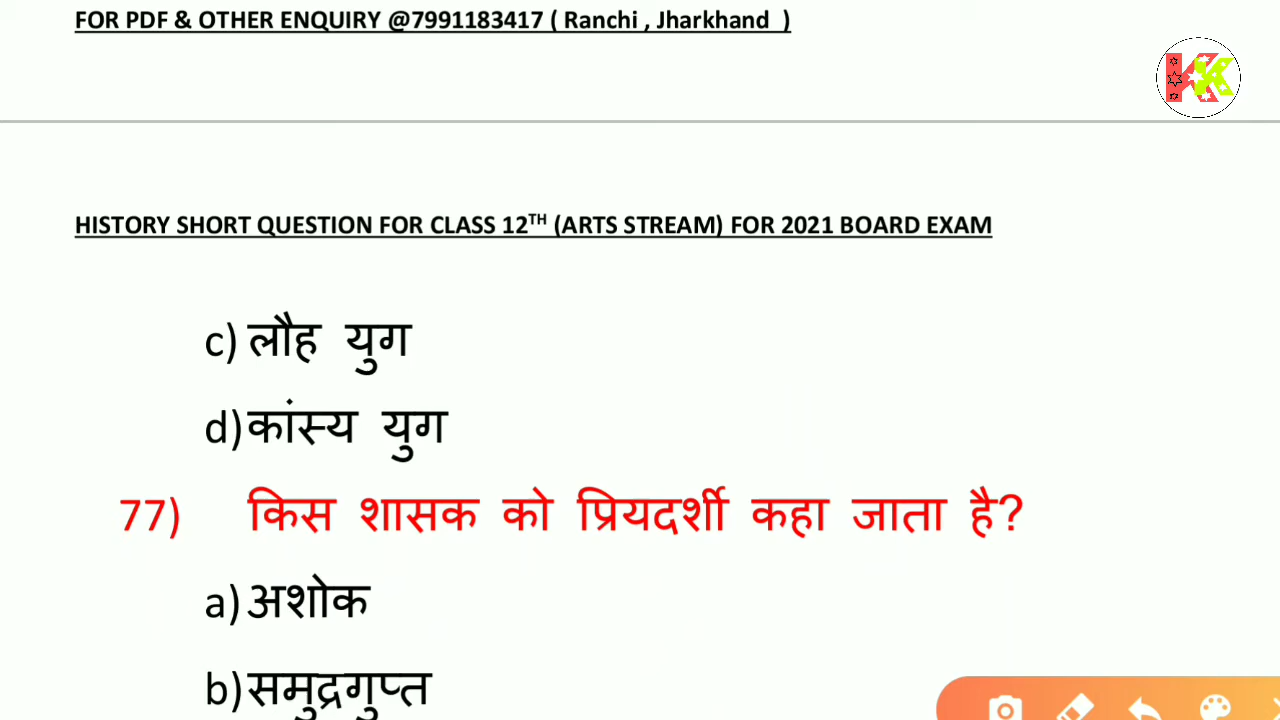 FOR PDF & OTHER ENQUIRY @7991183417 ( Ranchi , Jharkhand )
KK
HISTORY SHORT QUESTION FOR CLASS 12TH (ARTS STREAM) FOR 2021 BOARD EXAM
c) लौह युग
d) कांस्य युग
77) किस शासक को प्रियदर्शी कहा जाता है?
a) अशोक
b) समुद्रगुप्त